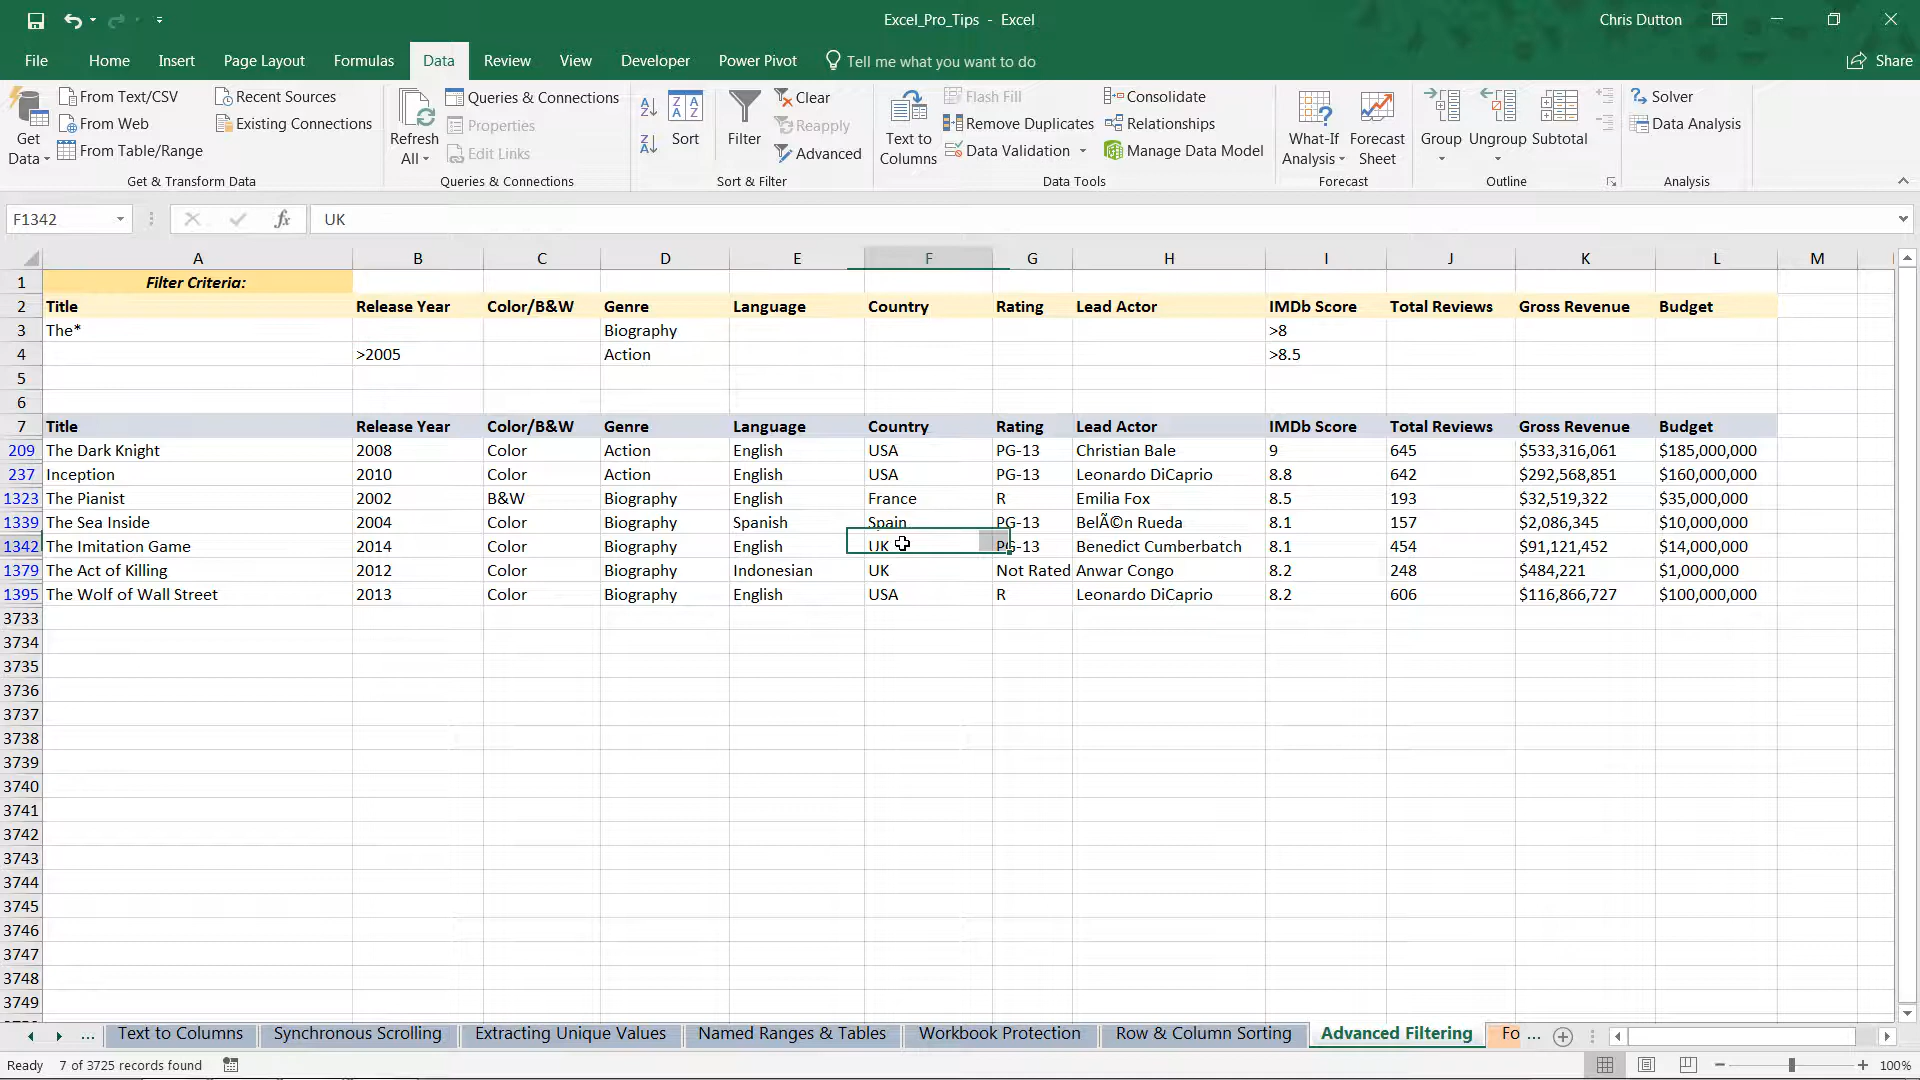 Excel_Pro_Tips - Excel
Chris Dutton
File Home Insert Page Layout Formulas Data Review View Developer Power Pivot Tell me what you want to do Share
Get Data
From Text/CSV
From Web
From Table/Range
Recent Sources
Existing Connections
Get & Transform Data
Refresh All
Queries & Connections
Properties
Edit Links
Queries & Connections
Sort
Filter
Clear
Reapply
Advanced
Sort & Filter
Text to Columns
Flash Fill
Remove Duplicates
Data Validation
Consolidate
Relationships
Manage Data Model
Data Tools
What-If Analysis
Forecast Sheet
Forecast
Group
Ungroup
Subtotal
Outline
Solver
Data Analysis
Analysis
F1342 fx UK
A B C D E F G H I J K L M
1 Filter Criteria:
2 Title Release Year Color/B&W Genre Language Country Rating Lead Actor IMDb Score Total Reviews Gross Revenue Budget
3 The* Biography >8
4 >2005 Action >8.5
5
6
7 Title Release Year Color/B&W Genre Language Country Rating Lead Actor IMDb Score Total Reviews Gross Revenue Budget
209 The Dark Knight 2008 Color Action English USA PG-13 Christian Bale 9 645 $533,316,061 $185,000,000
237 Inception 2010 Color Action English USA PG-13 Leonardo DiCaprio 8.8 642 $292,568,851 $160,000,000
1323 The Pianist 2002 B&W Biography English France R Emilia Fox 8.5 193 $32,519,322 $35,000,000
1339 The Sea Inside 2004 Color Biography Spanish Spain PG-13 BelÃ©n Rueda 8.1 157 $2,086,345 $10,000,000
1342 The Imitation Game 2014 Color Biography English UK PG-13 Benedict Cumberbatch 8.1 454 $91,121,452 $14,000,000
1379 The Act of Killing 2012 Color Biography Indonesian UK Not Rated Anwar Congo 8.2 248 $484,221 $1,000,000
1395 The Wolf of Wall Street 2013 Color Biography English USA R Leonardo DiCaprio 8.2 606 $116,866,727 $100,000,000
3733
3734
3735
3736
3737
3738
3739
3740
3741
3742
3743
3744
3745
3746
3747
3748
3749
... Text to Columns Synchronous Scrolling Extracting Unique Values Named Ranges & Tables Workbook Protection Row & Column Sorting Advanced Filtering Fo ...
Ready 7 of 3725 records found 100%